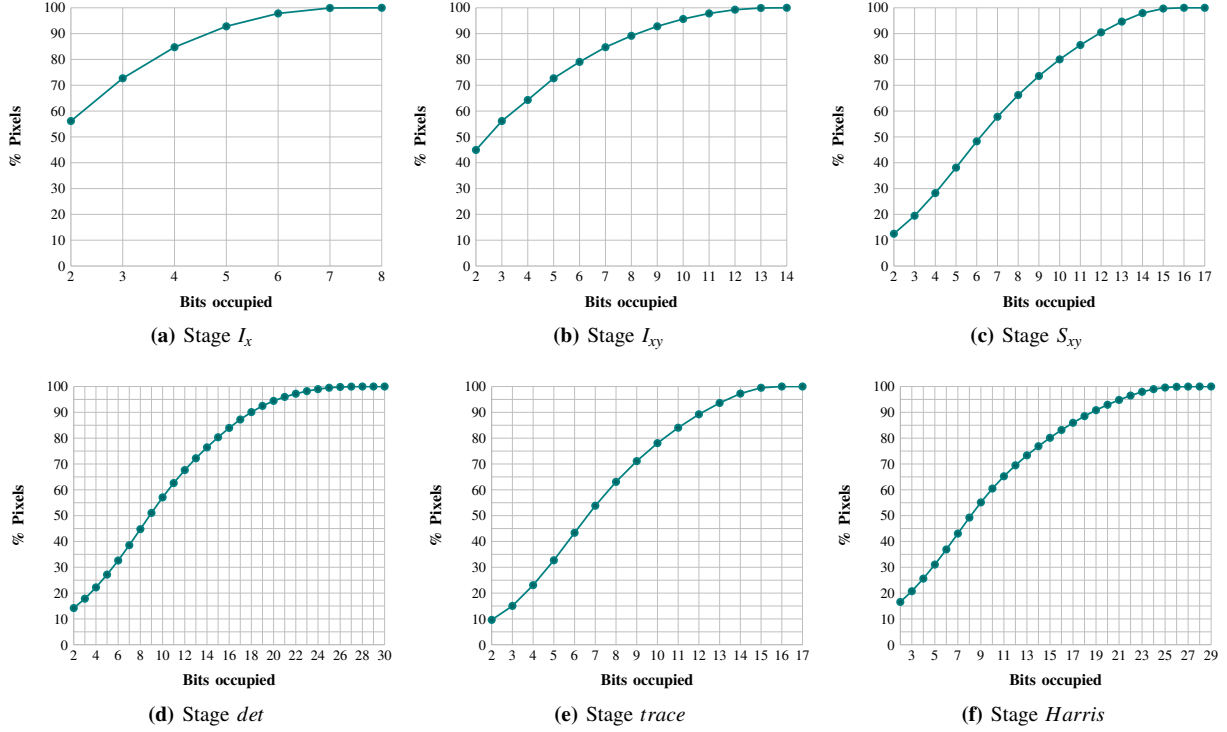 100
90
80
70
60
50
40
30
20
10
0
% Pixels
2 3 4 5 6 7 8
Bits occupied
(a) Stage I_x
100
90
80
70
60
50
40
30
20
10
0
% Pixels
2 3 4 5 6 7 8 9 10 11 12 13 14
Bits occupied
(b) Stage I_xy
100
90
80
70
60
50
40
30
20
10
0
% Pixels
2 3 4 5 6 7 8 9 10 11 12 13 14 15 16 17
Bits occupied
(c) Stage S_xy
100
90
80
70
60
50
40
30
20
10
0
% Pixels
2 4 6 8 10 12 14 16 18 20 22 24 26 28 30
Bits occupied
(d) Stage det
100
90
80
70
60
50
40
30
20
10
0
% Pixels
2 3 4 5 6 7 8 9 10 11 12 13 14 15 16 17
Bits occupied
(e) Stage trace
100
90
80
70
60
50
40
30
20
10
0
% Pixels
3 5 7 9 11 13 15 17 19 21 23 25 27 29
Bits occupied
(f) Stage Harris